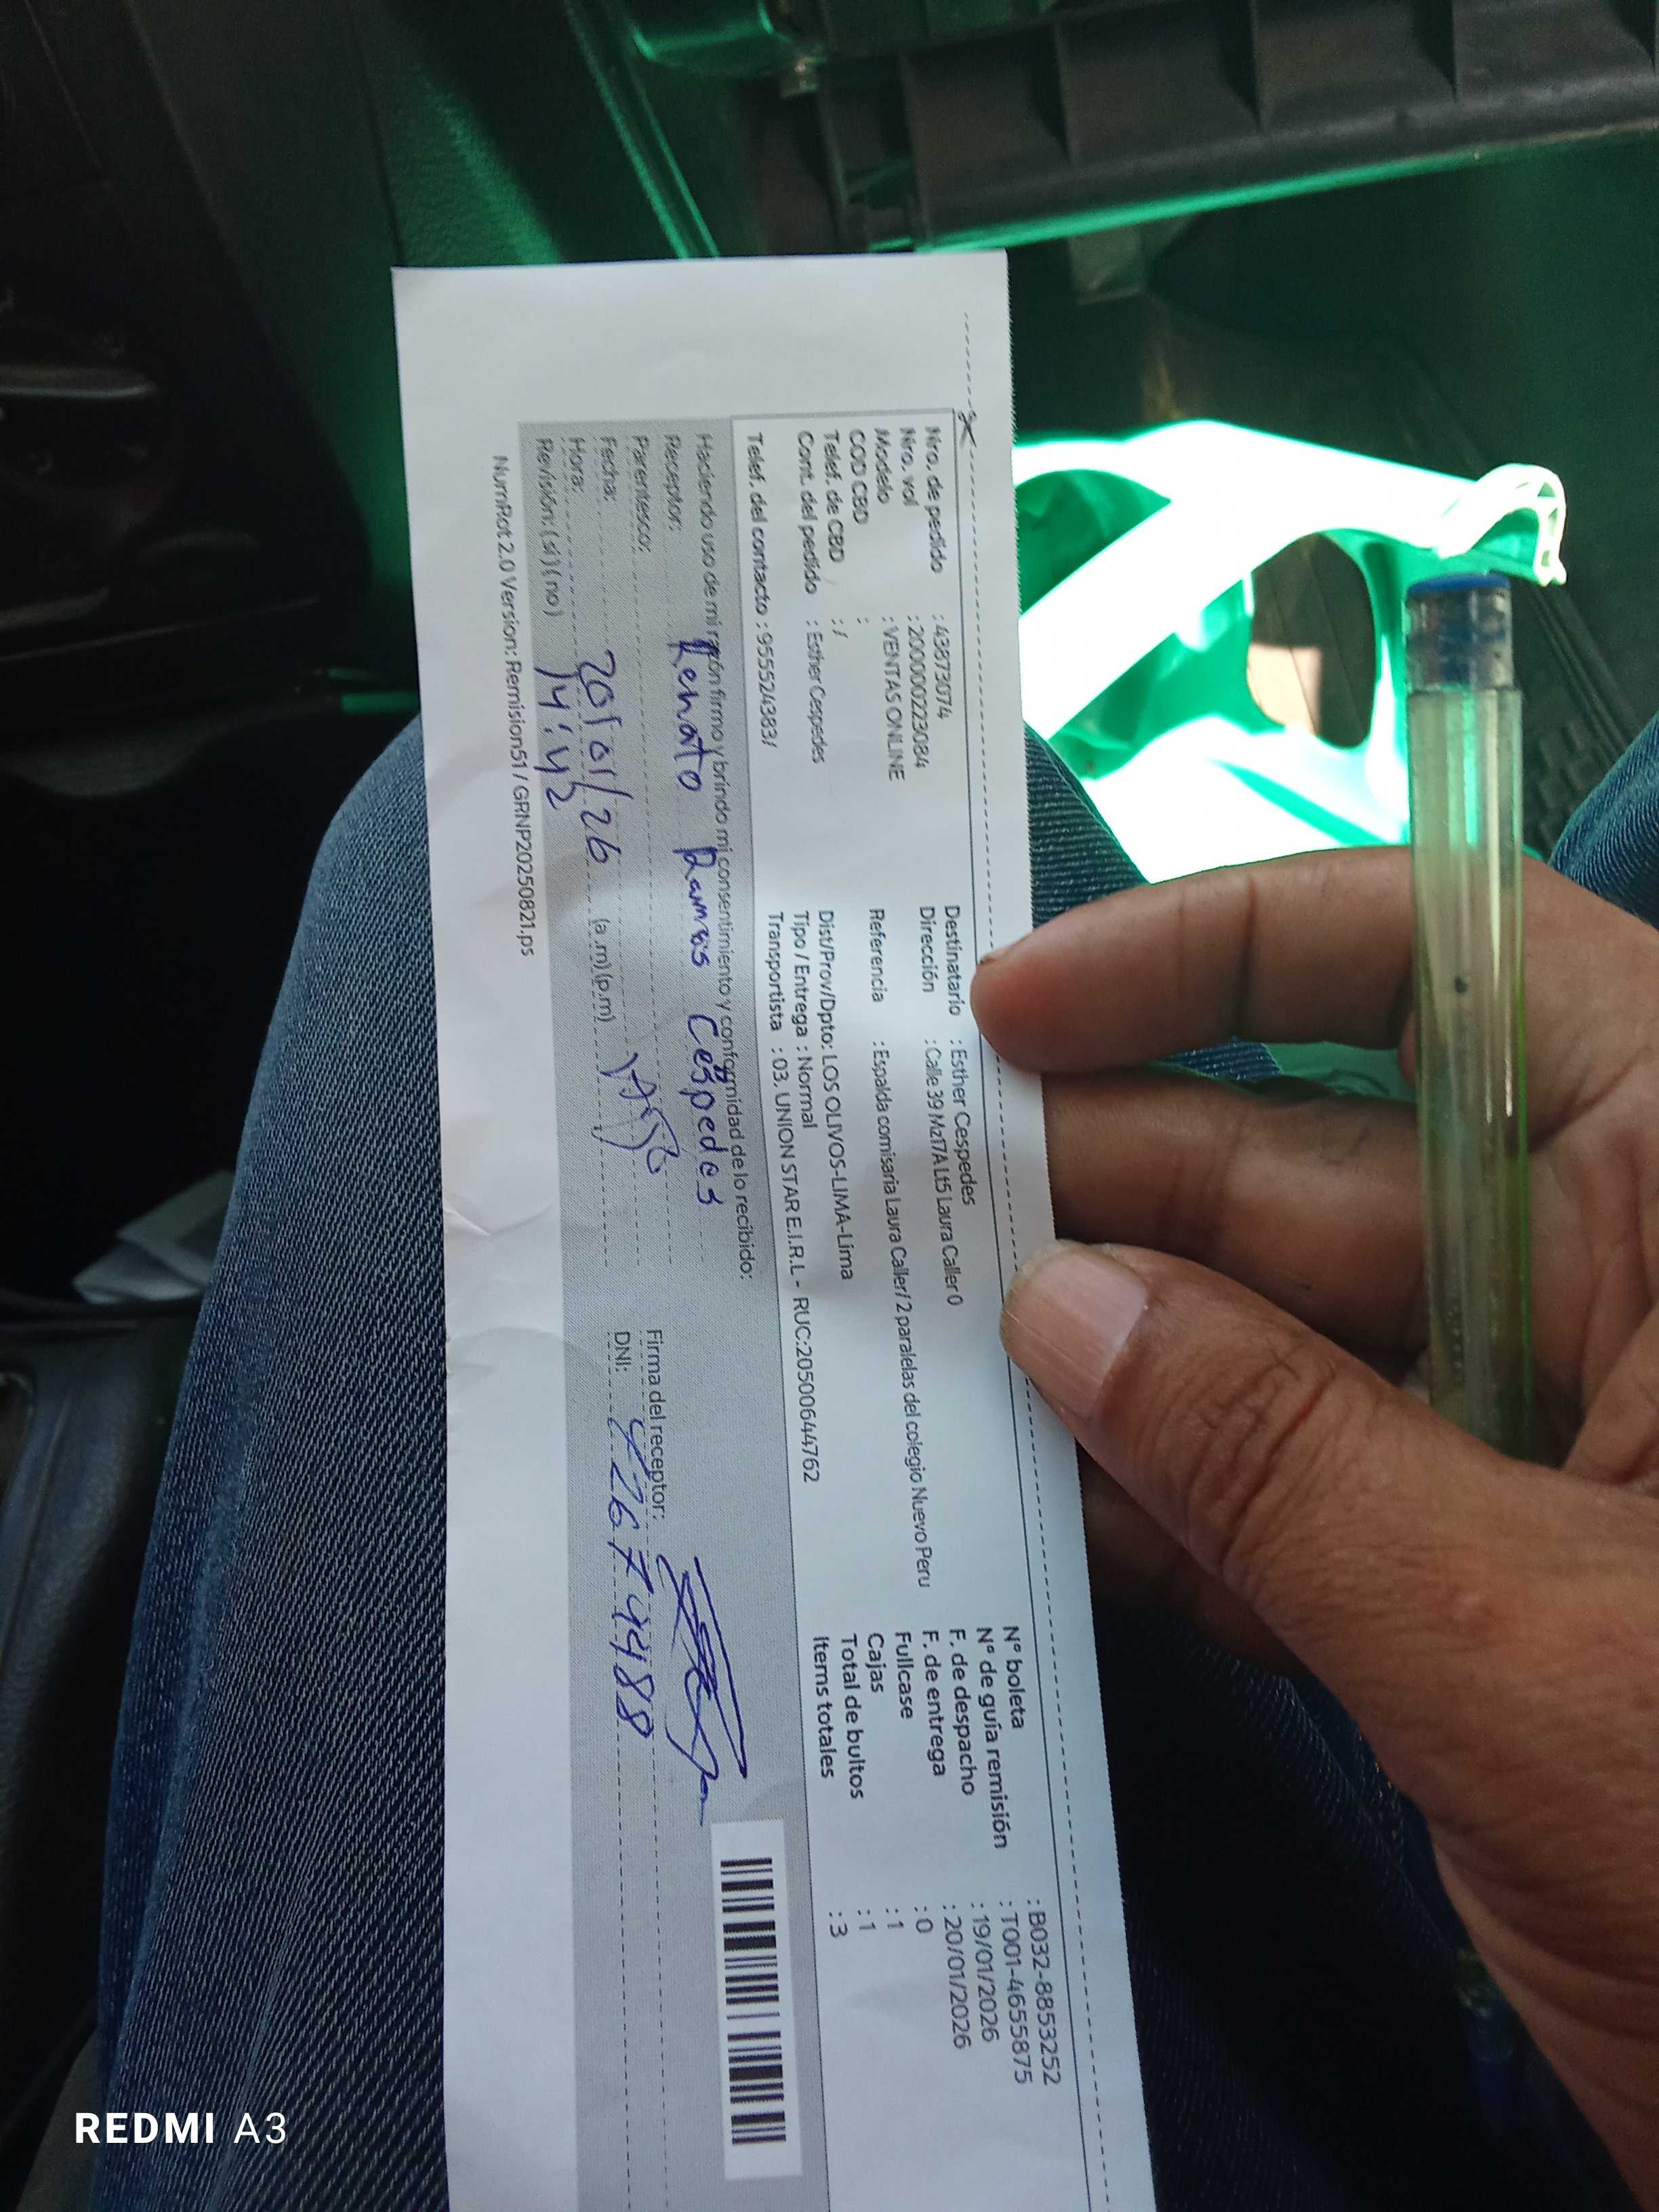 Nro. de pedido : 43873074
Nro. vol : 2000000223084
Modelo : VENTAS ONLINE
COD CBD :
Telef. de CBD : /
Cont. del pedido : Esther Cespedes
Telef. del contacto : 955524383/
Destinatario : Esther Cespedes
Dirección : Calle 39 Mz17A Lt5 Laura Caller 0
Referencia : Espalda comisaria Laura Caller/ 2 paralelas del colegio Nuevo Peru
Dist/Prov/Dpto: LOS OLIVOS-LIMA-Lima
Tipo / Entrega : Normal
Transportista : 03. UNION STAR E.I.R.L - RUC:20500644762
N° boleta : B032-8853252
N° de guía remisión : T001-4655875
F. de despacho : 19/01/2026
F. de entrega : 20/01/2026
Fullcase : 0
Cajas : 1
Total de bultos : 1
Items totales : 3
Haciendo uso de mi razón firmo y brindo mi consentimiento y conformidad de lo recibido:
Receptor: Renato Ramos Cespedes
Parentesco:
Fecha: 20/01/26
Hora: 14:42 (a.m) (p.m)
Revisión: (si) (no)
Firma del receptor:
DNI: 42674488
NumRot 2.0 Version: Remision51 / GRNP20250821.ps
REDMI A3